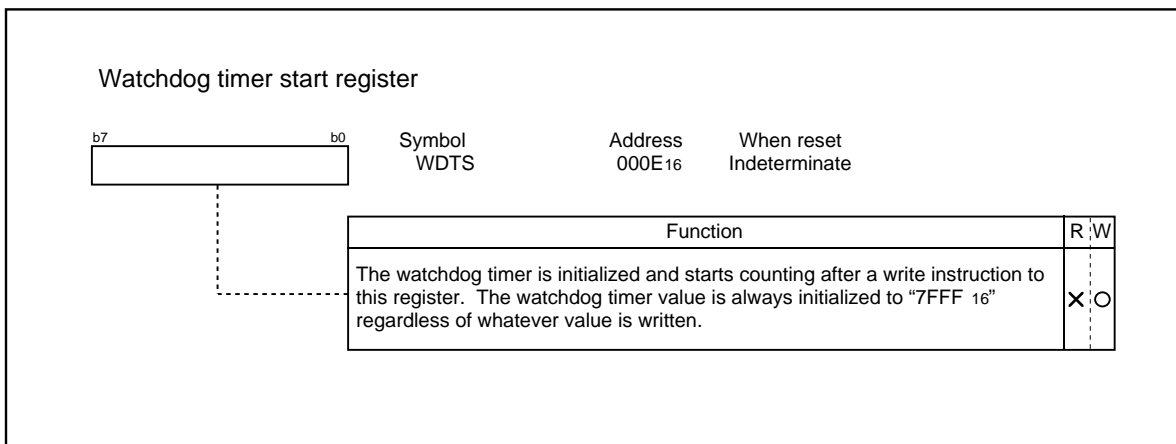 Watchdog timer start register
b7 b0 Symbol Address When reset
WDTS 000E16 Indeterminate
Function R W
The watchdog timer is initialized and starts counting after a write instruction to
this register. The watchdog timer value is always initialized to “7FFF 16”
regardless of whatever value is written.